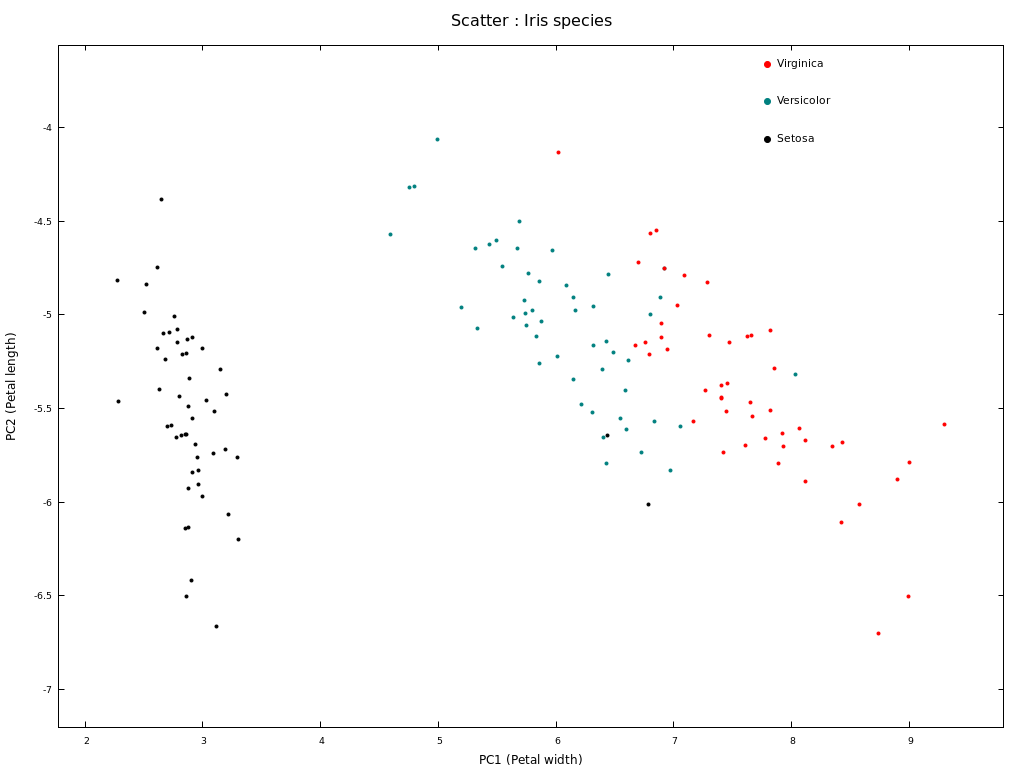 Scatter : Iris species
Virginica
Versicolor
Setosa
-4
-4.5
-5
-5.5
-6
-6.5
-7
PC2 (Petal length)
2 3 4 5 6 7 8 9
PC1 (Petal width)